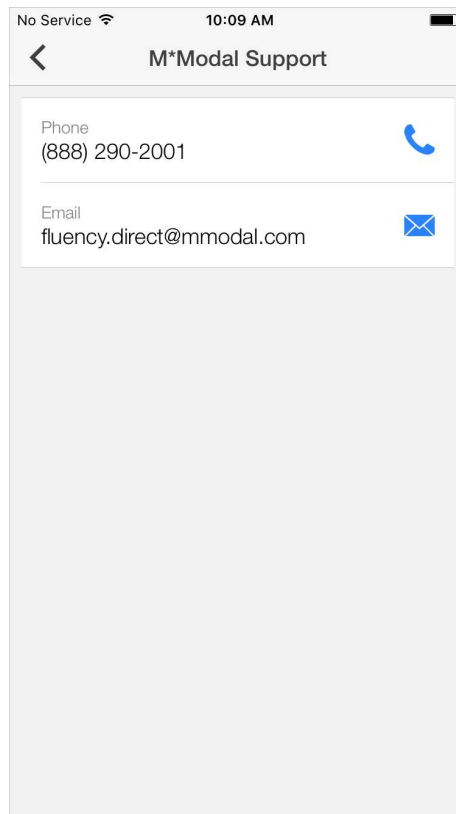 No Service 10:09 AM
M*Modal Support
Phone
(888) 290-2001
Email
fluency.direct@mmodal.com